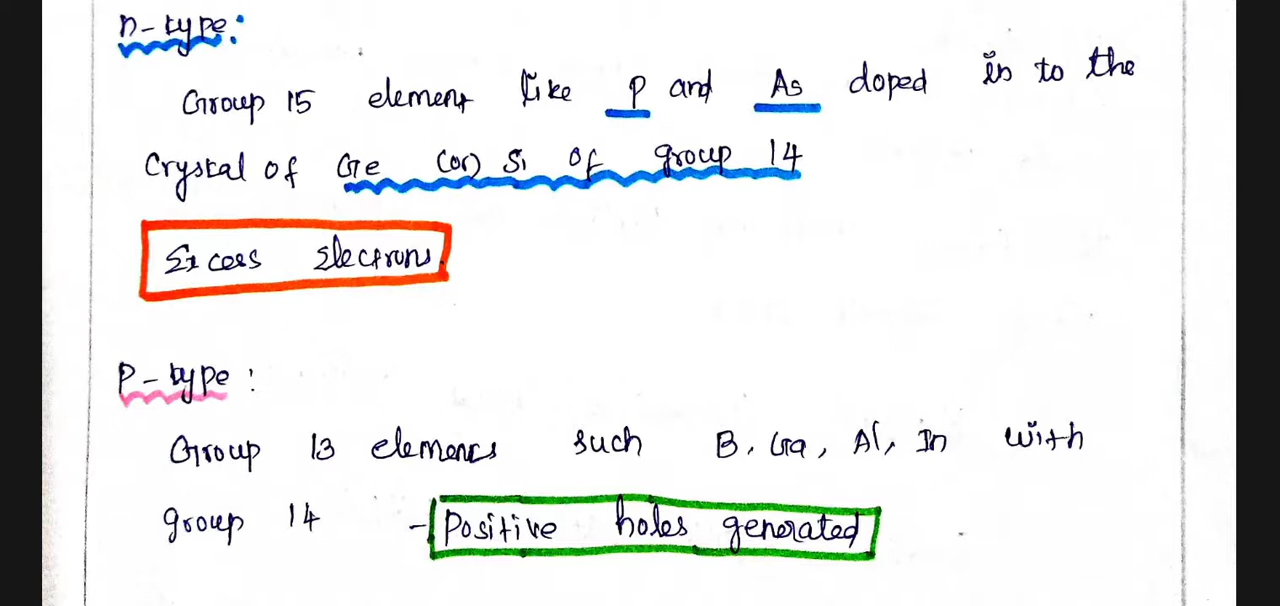 n-type:
Group 15 element like P and As doped in to the
Crystal of Ge (or) Si of group 14
Excess Electrons.
P-type:
Group 13 elements such B, Ga, Al, In with
group 14 - Positive holes generated